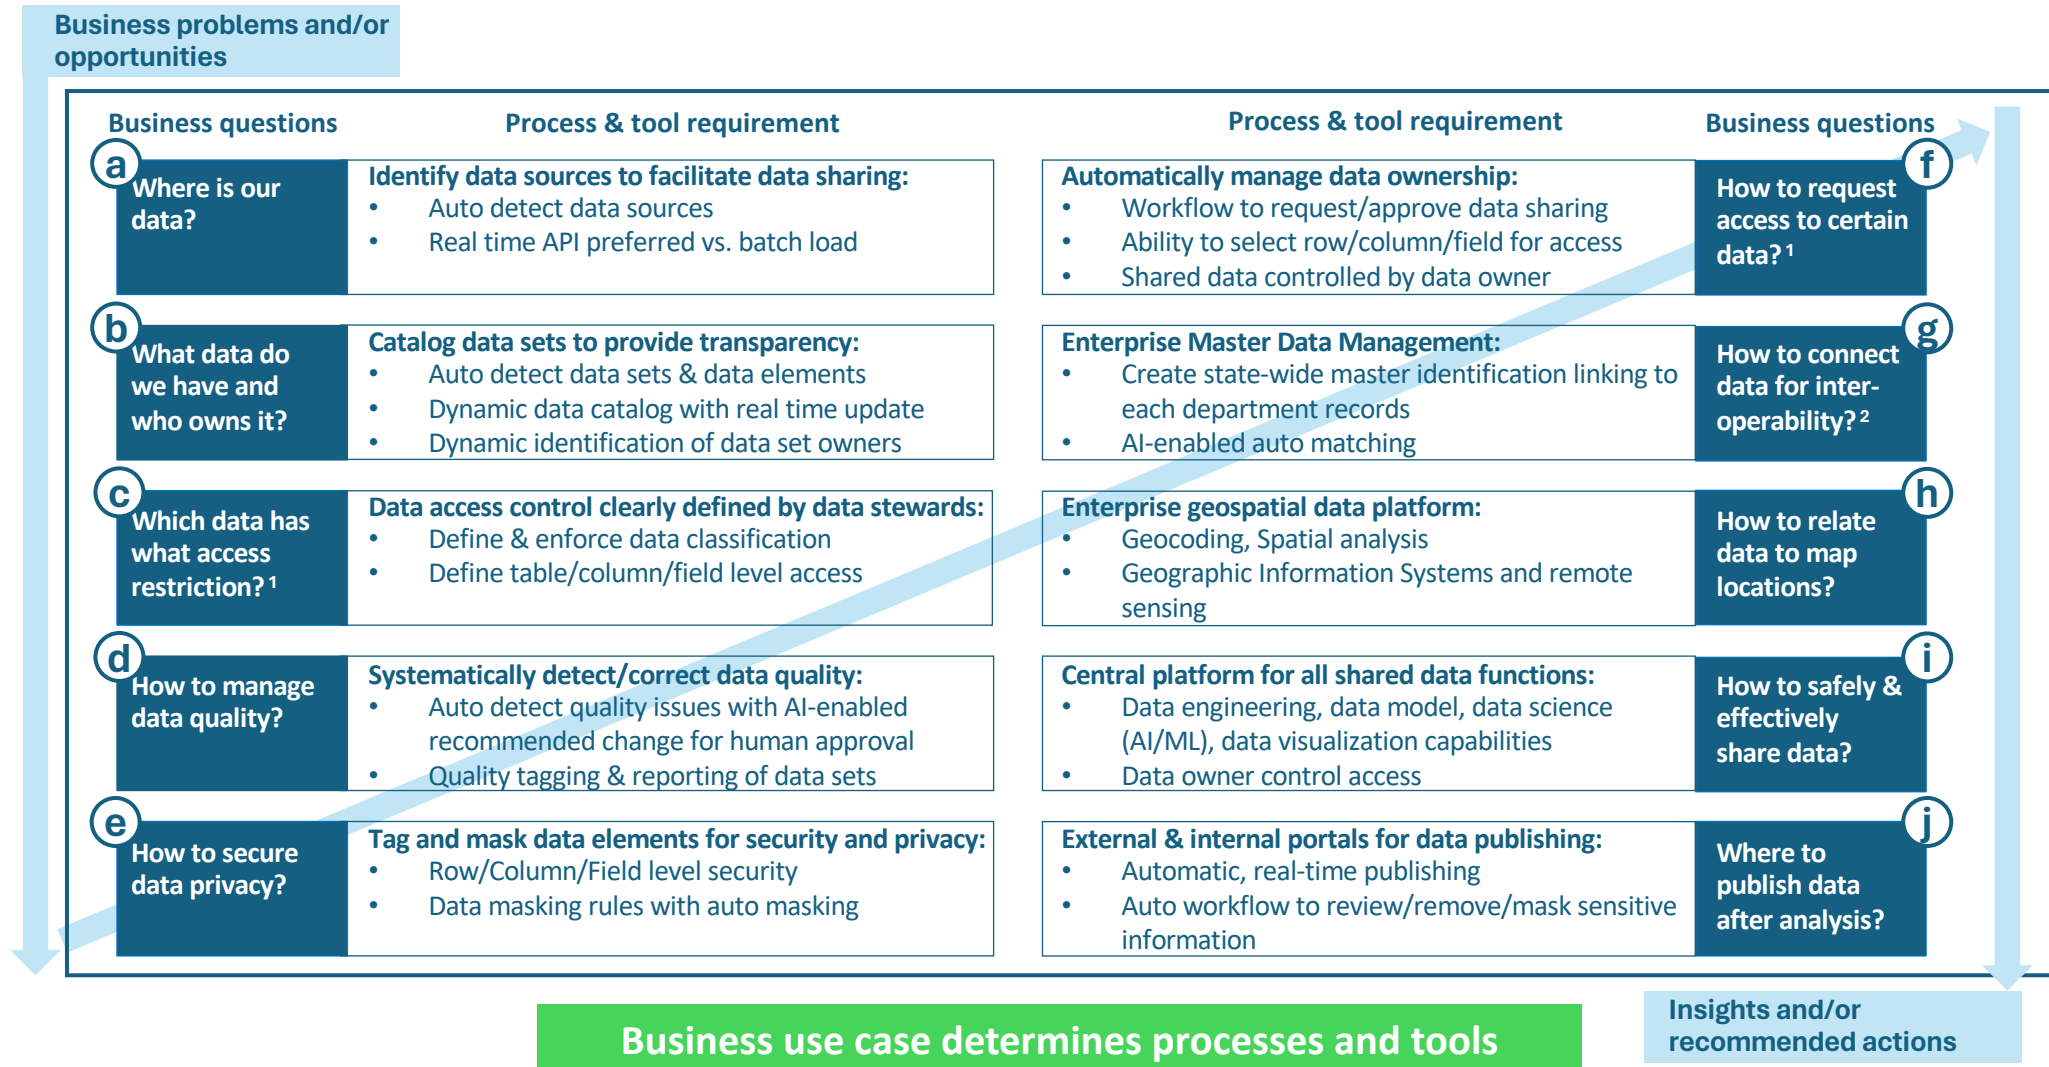 Business problems and/or
opportunities
Business questions
Process & tool requirement
a
Where is our
data?
Identify data sources to facilitate data sharing:
• Auto detect data sources
• Real time API preferred vs. batch load
b
What data do
we have and
who owns it?
Catalog data sets to provide transparency:
• Auto detect data sets & data elements
• Dynamic data catalog with real time update
• Dynamic identification of data set owners
c
Which data has
what access
restriction? 1
Data access control clearly defined by data stewards:
• Define & enforce data classification
• Define table/column/field level access
d
How to manage
data quality?
Systematically detect/correct data quality:
• Auto detect quality issues with AI-enabled
recommended change for human approval
• Quality tagging & reporting of data sets
e
How to secure
data privacy?
Tag and mask data elements for security and privacy:
• Row/Column/Field level security
• Data masking rules with auto masking
Process & tool requirement
Business questions
Automatically manage data ownership:
• Workflow to request/approve data sharing
• Ability to select row/column/field for access
• Shared data controlled by data owner
f
How to request
access to certain
data? 1
Enterprise Master Data Management:
• Create state-wide master identification linking to
each department records
• AI-enabled auto matching
g
How to connect
data for inter-
operability? 2
Enterprise geospatial data platform:
• Geocoding, Spatial analysis
• Geographic Information Systems and remote
sensing
h
How to relate
data to map
locations?
Central platform for all shared data functions:
• Data engineering, data model, data science
(AI/ML), data visualization capabilities
• Data owner control access
i
How to safely &
effectively
share data?
External & internal portals for data publishing:
• Automatic, real-time publishing
• Auto workflow to review/remove/mask sensitive
information
j
Where to
publish data
after analysis?
Business use case determines processes and tools
Insights and/or
recommended actions